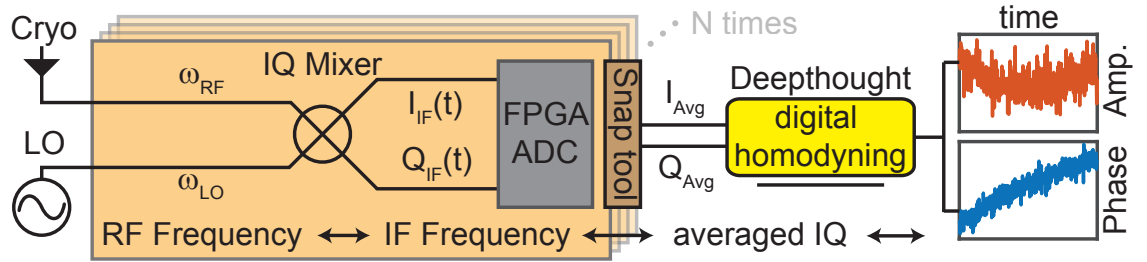 Cryo
LO
ω_RF
ω_LO
IQ Mixer
I_IF(t)
Q_IF(t)
FPGA
ADC
Snap tool
N times
I_Avg
Q_Avg
Deepthought
digital
homodyning
time
Amp.
Phase
RF Frequency
IF Frequency
averaged IQ